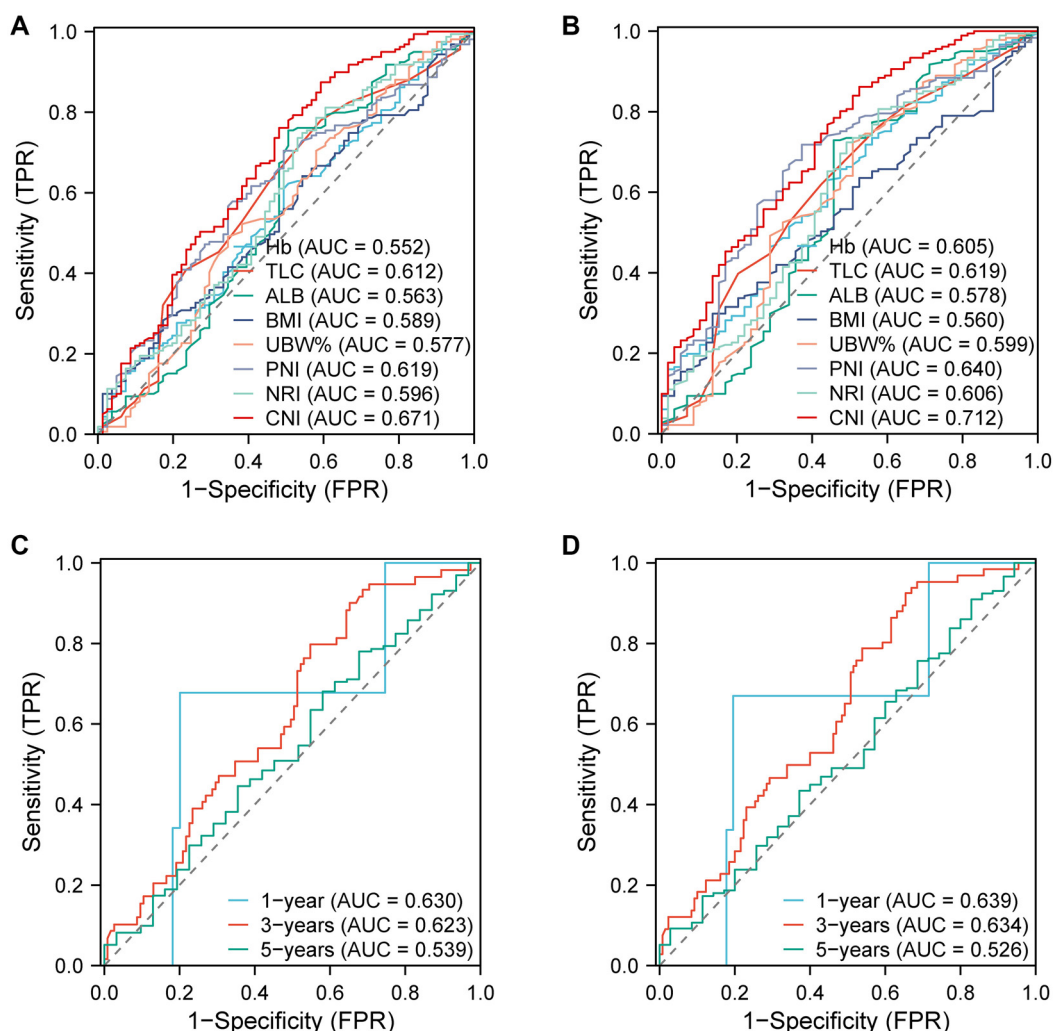 A
Sensitivity (TPR)
1.0
0.8
0.6
0.4
0.2
0.0
Hb (AUC = 0.552)
TLC (AUC = 0.612)
ALB (AUC = 0.563)
BMI (AUC = 0.589)
UBW% (AUC = 0.577)
PNI (AUC = 0.619)
NRI (AUC = 0.596)
CNI (AUC = 0.671)
0.0 0.2 0.4 0.6 0.8 1.0
1−Specificity (FPR)
B
Sensitivity (TPR)
1.0
0.8
0.6
0.4
0.2
0.0
Hb (AUC = 0.605)
TLC (AUC = 0.619)
ALB (AUC = 0.578)
BMI (AUC = 0.560)
UBW% (AUC = 0.599)
PNI (AUC = 0.640)
NRI (AUC = 0.606)
CNI (AUC = 0.712)
0.0 0.2 0.4 0.6 0.8 1.0
1−Specificity (FPR)
C
Sensitivity (TPR)
1.0
0.8
0.6
0.4
0.2
0.0
1−year (AUC = 0.630)
3−years (AUC = 0.623)
5−years (AUC = 0.539)
0.0 0.2 0.4 0.6 0.8 1.0
1−Specificity (FPR)
D
Sensitivity (TPR)
1.0
0.8
0.6
0.4
0.2
0.0
1−year (AUC = 0.639)
3−years (AUC = 0.634)
5−years (AUC = 0.526)
0.0 0.2 0.4 0.6 0.8 1.0
1−Specificity (FPR)